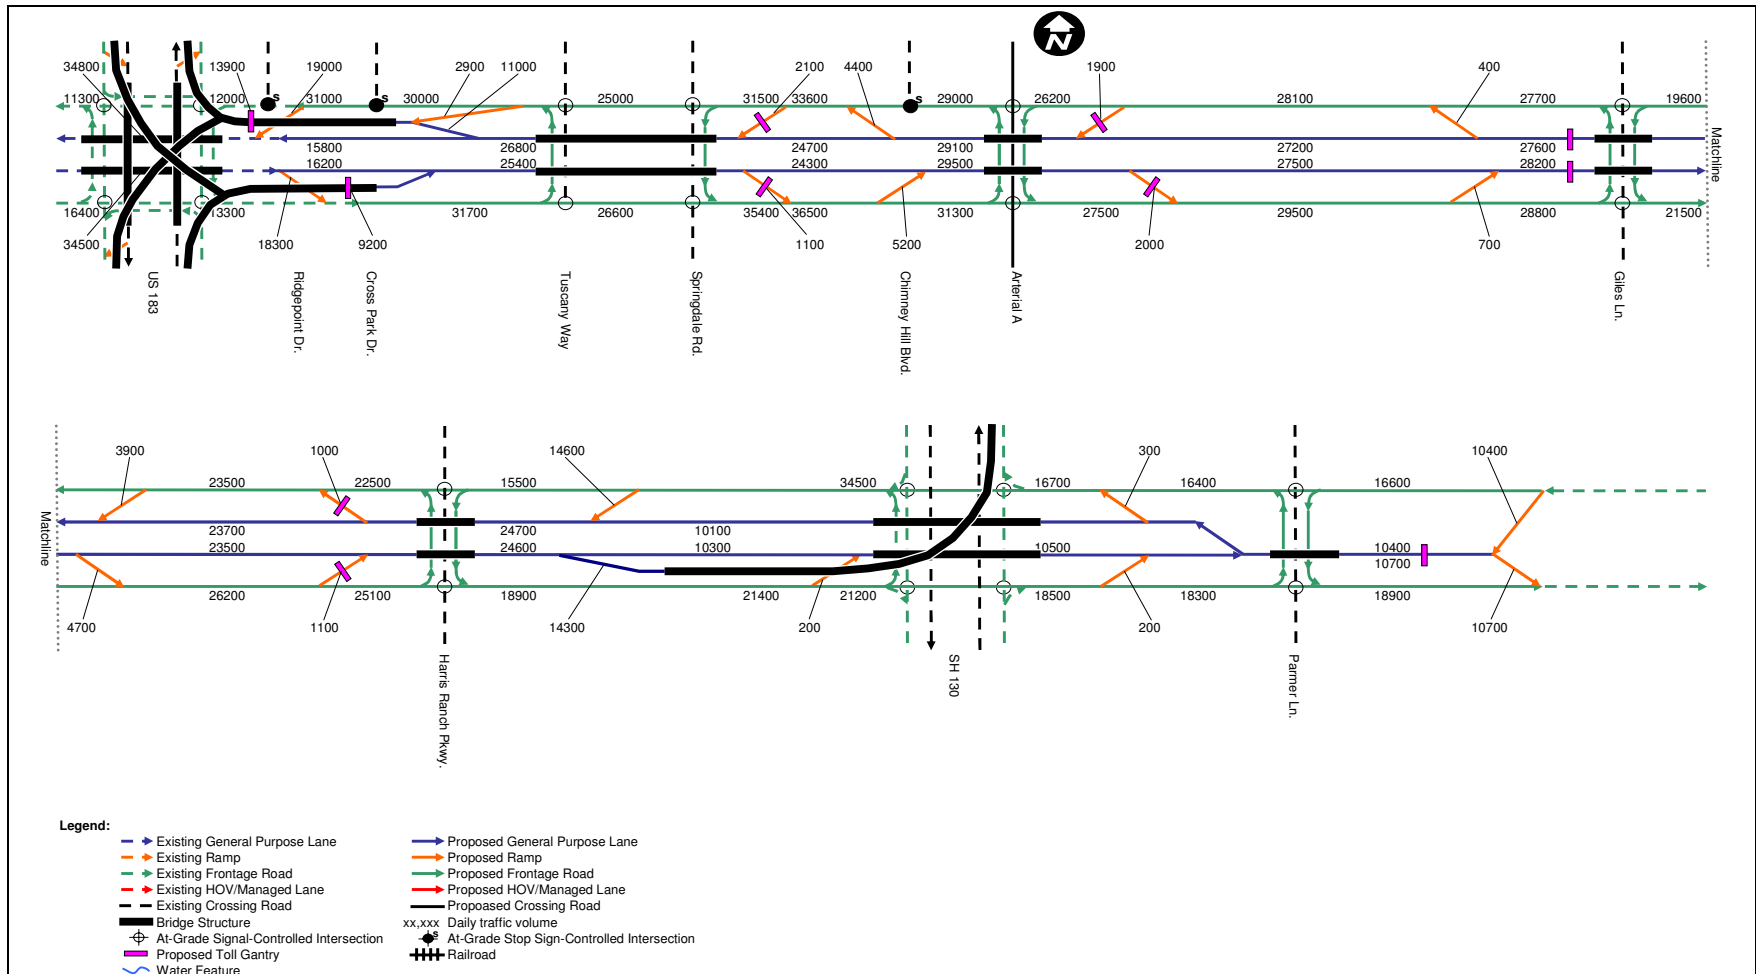 N
34800
13900
19000
2900
11000
2100
4400
1900
400
11300
12000
31000
S
30000
S
25000
31500
33600
S
29000
26200
28100
27700
19600
15800
26800
24700
29100
27200
27600
16200
25400
24300
29500
27500
28200
Matchline
16400
13300
31700
26600
35400
36500
31300
27500
29500
28800
21500
34500
18300
9200
1100
5200
2000
700
US 183
Ridgepoint Dr.
Cross Park Dr.
Tuscany Way
Springdale Rd.
Chimney Hill Blvd.
Arterial A
Giles Ln.
3900
1000
14600
300
10400
23500
22500
15500
34500
16700
16400
16600
Matchline
23700
24700
10100
23500
24600
10300
10500
10400
10700
26200
25100
18900
21400
21200
18500
18300
18900
4700
1100
14300
200
200
10700
Harris Ranch Pkwy.
SH 130
Parmer Ln.
Legend:
Existing General Purpose Lane
Proposed General Purpose Lane
Existing Ramp
Proposed Ramp
Existing Frontage Road
Proposed Frontage Road
Existing HOV/Managed Lane
Proposed HOV/Managed Lane
Existing Crossing Road
Propoased Crossing Road
Bridge Structure
xx,xxx Daily traffic volume
At-Grade Signal-Controlled Intersection
S At-Grade Stop Sign-Controlled Intersection
Proposed Toll Gantry
Railroad
Water Feature